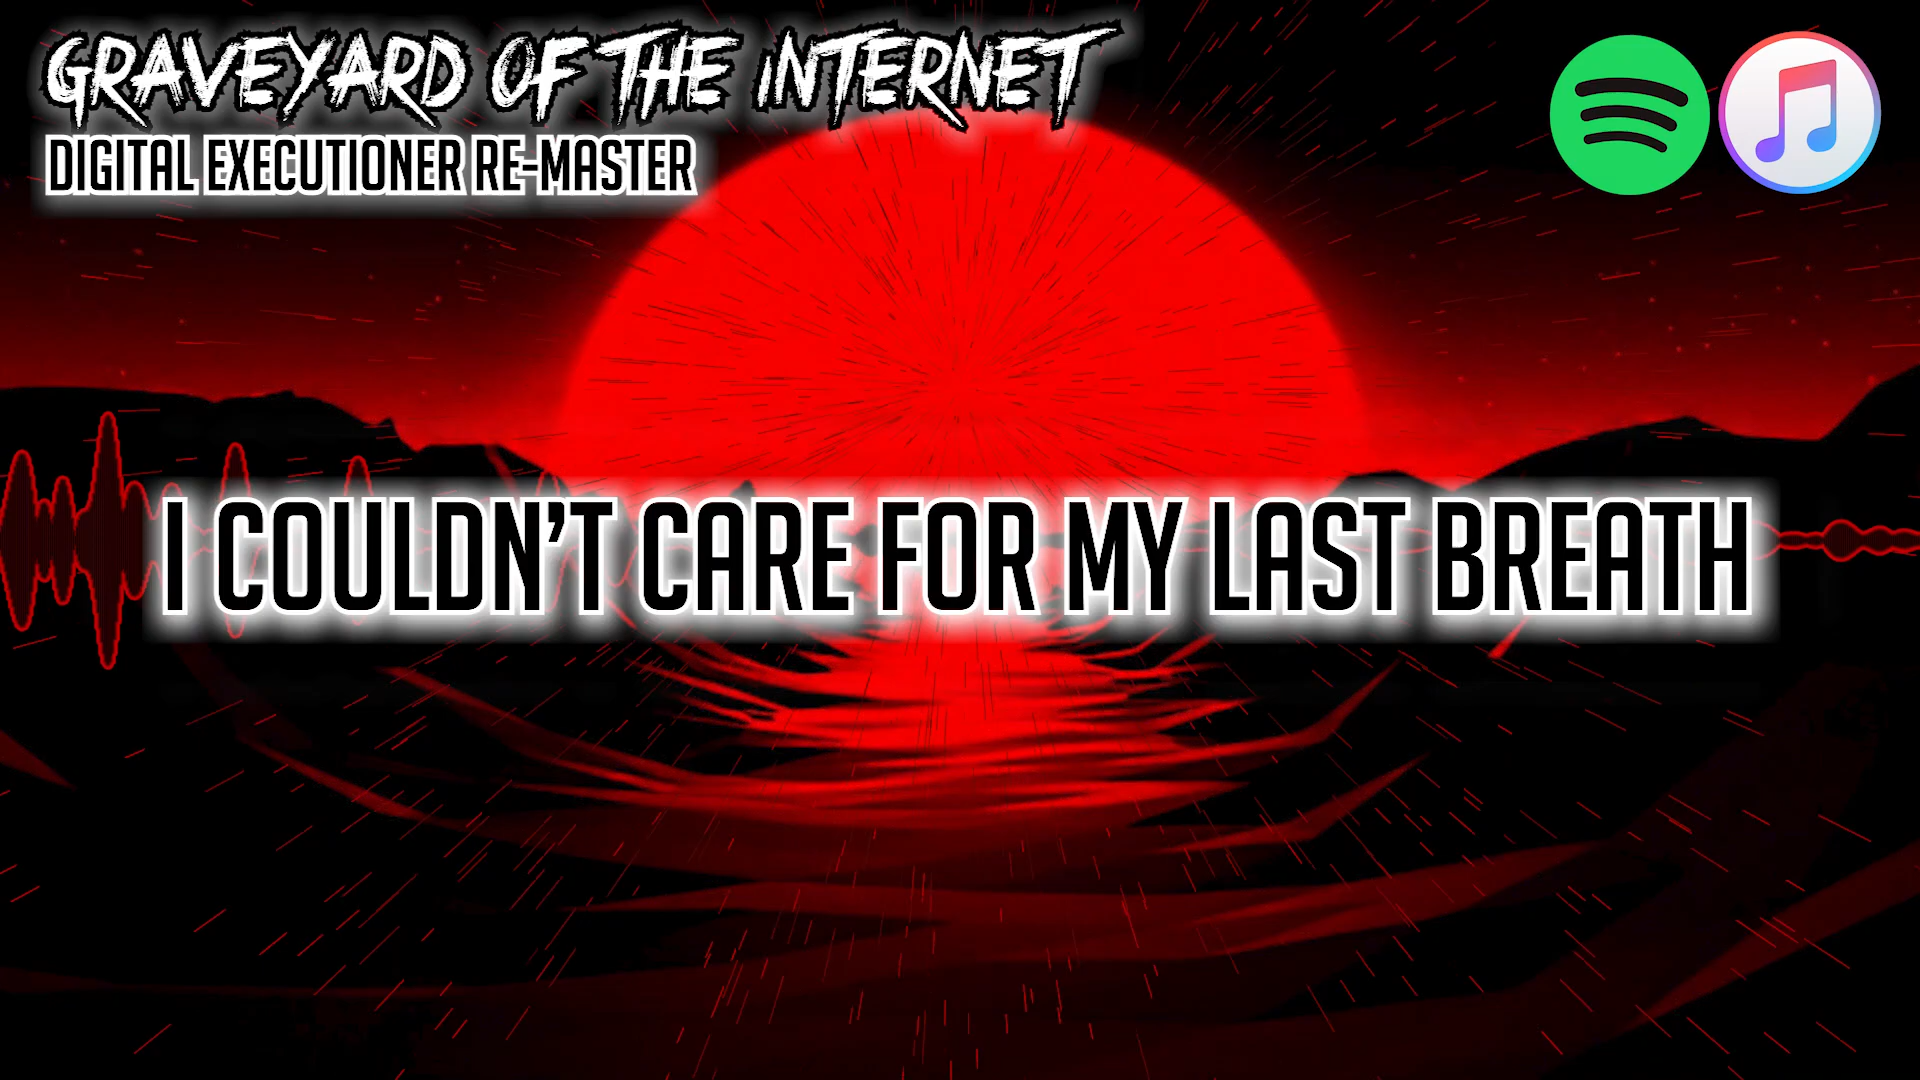 GRAVEYARD OF THE INTERNET
DIGITAL EXECUTIONER RE-MASTER
I COULDN’T CARE FOR MY LAST BREATH